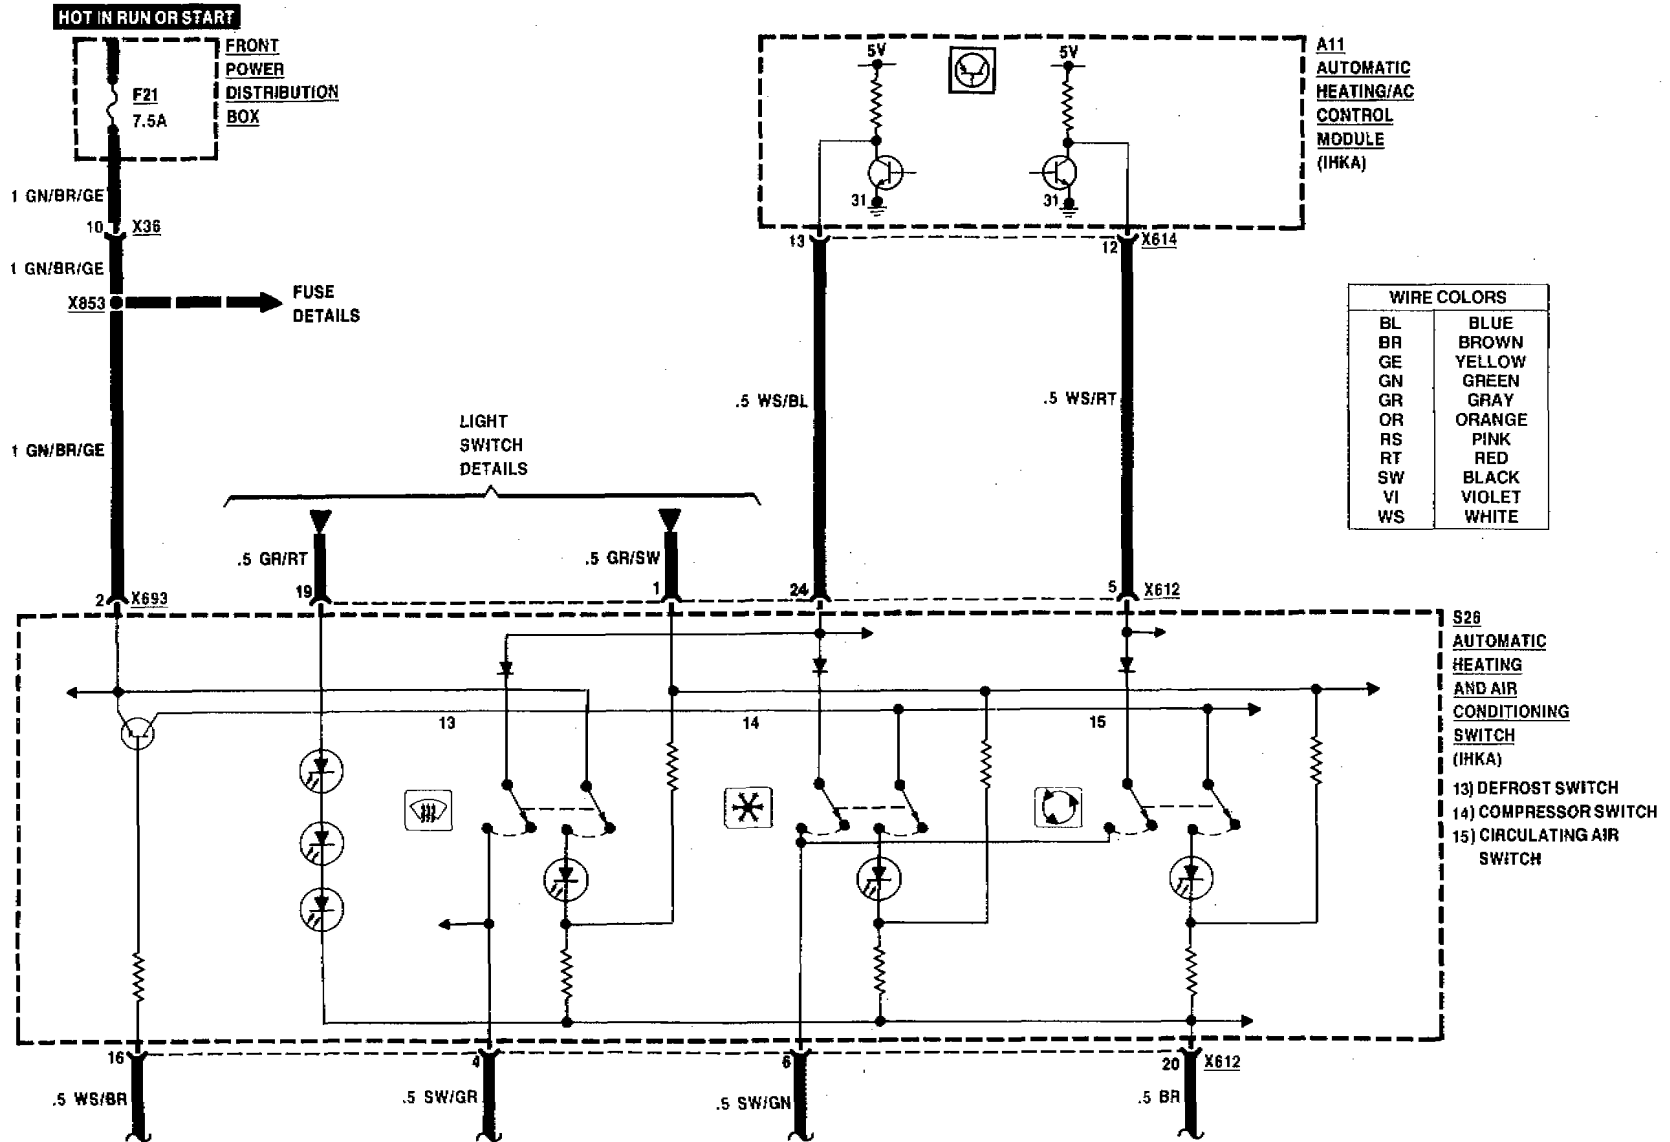 HOT IN RUN OR START
FRONT
POWER
DISTRIBUTION
BOX
F21
7.5A
1 GN/BR/GE
10 X36
1 GN/BR/GE
X853
FUSE
DETAILS
1 GN/BR/GE
5V
5V
31
31
A11
AUTOMATIC
HEATING/AC
CONTROL
MODULE
(IHKA)
13
12 X614
.5 WS/BL
.5 WS/RT
WIRE COLORS
BL BLUE
BR BROWN
GE YELLOW
GN GREEN
GR GRAY
OR ORANGE
RS PINK
RT RED
SW BLACK
VI VIOLET
WS WHITE
LIGHT
SWITCH
DETAILS
.5 GR/RT
.5 GR/SW
2 X693
19
1
24
5 X612
S26
AUTOMATIC
HEATING
AND AIR
CONDITIONING
SWITCH
(IHKA)
13) DEFROST SWITCH
14) COMPRESSOR SWITCH
15) CIRCULATING AIR
SWITCH
13
14
15
16
4
6
20 X612
.5 WS/BR
.5 SW/GR
.5 SW/GN
.5 BR